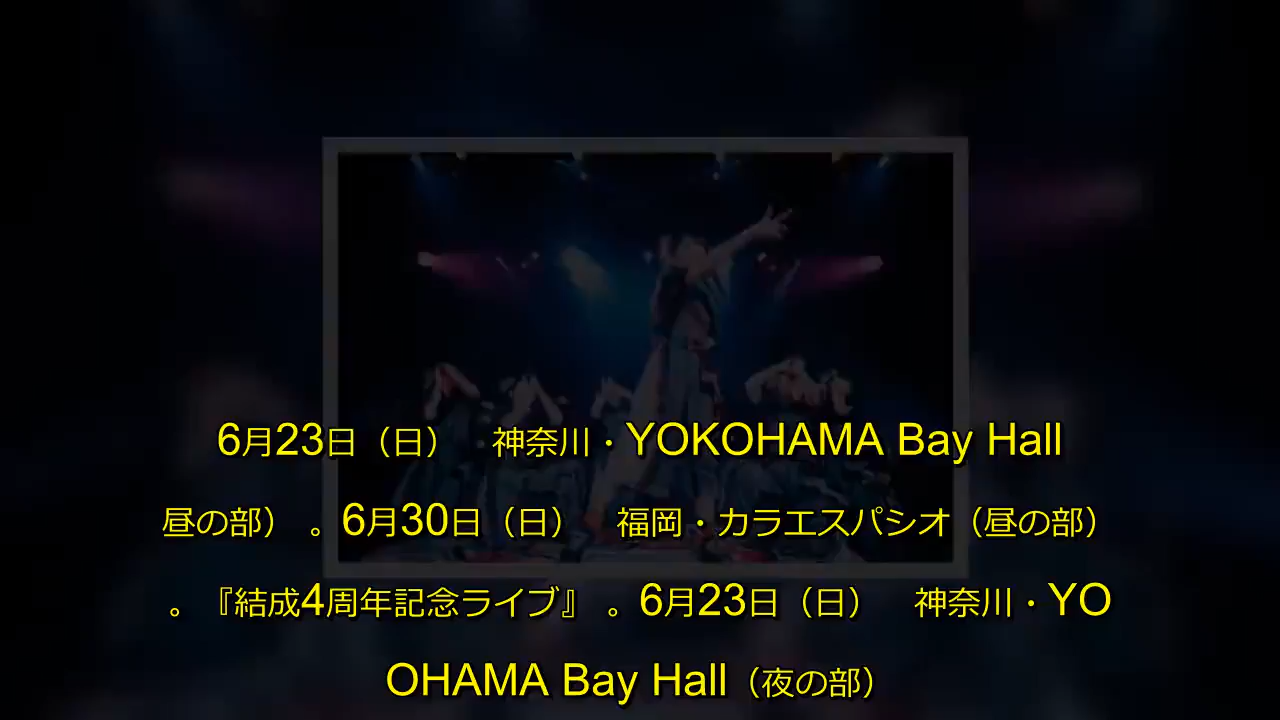 6月23日（日）　神奈川・YOKOHAMA Bay Hall
昼の部） 。6月30日（日）　福岡・カラエスパシオ（昼の部）
。『結成4周年記念ライブ』 。6月23日（日）　神奈川・YO
OHAMA Bay Hall（夜の部）